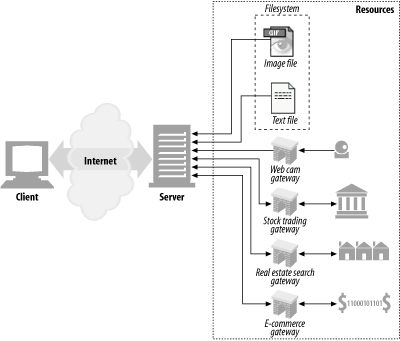 Filesystem
Resources
GIF
Image file
Text file
Internet
Client
Server
Web cam
gateway
Stock trading
gateway
Real estate search
gateway
$11000101101$
E-commerce
gateway